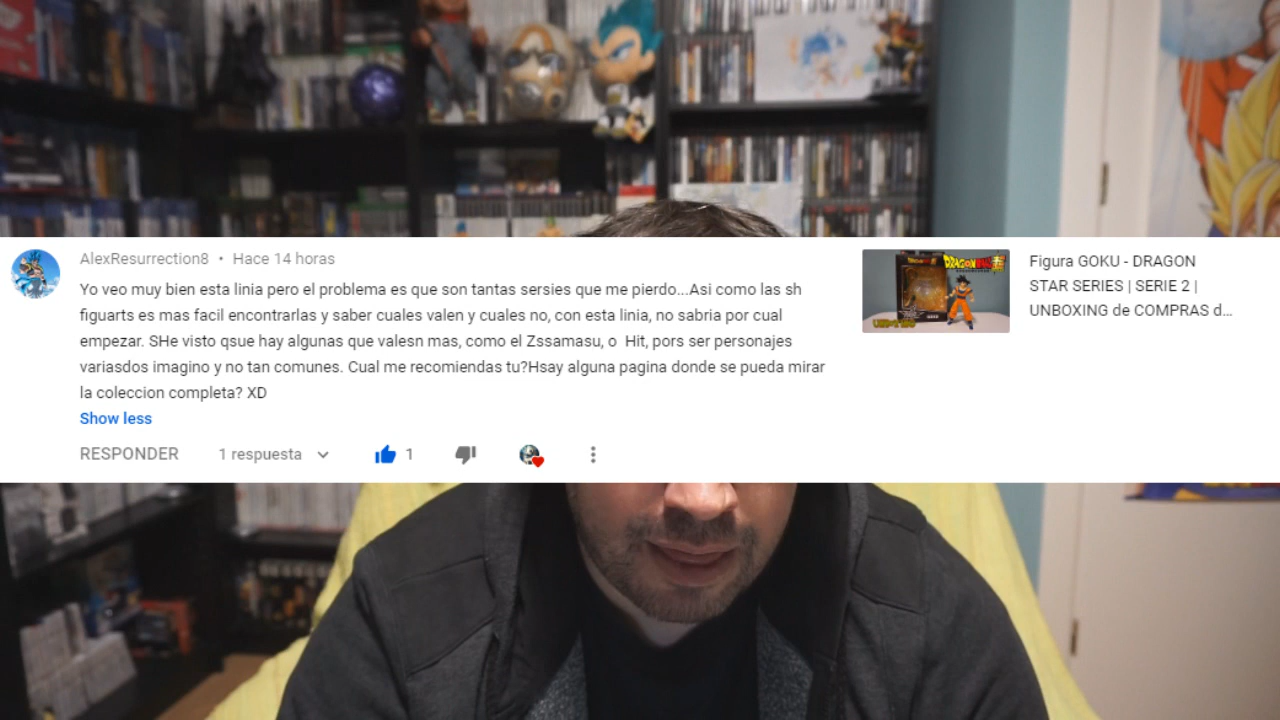 AlexResurrection8 • Hace 14 horas
Yo veo muy bien esta linia, pero el problema es que son tantas sersies que me pierdo...Asi como las sh
figuarts es mas facil encontrarlas y saber cuales valen y cuales no, con esta linia, no sabria por cual
empezar. SHe visto qsue hay algunas que valesn mas, como el Zssamasu, o  Hit, pors ser personajes
variasdos imagino y no tan comunes. Cual me recomiendas tu?Hsay alguna pagina donde se pueda mirar
la coleccion completa? XD
Show less
RESPONDER 1 respuesta 1
DRAGON
Figura GOKU - DRAGON
STAR SERIES | SERIE 2 |
UNBOXING de COMPRAS d...